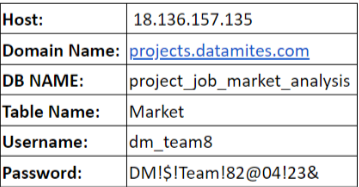 Host: 18.136.157.135
Domain Name: projects.datamites.com
DB NAME: project_job_market_analysis
Table Name: Market
Username: dm_team8
Password: DM!$!Team!82@04!23&